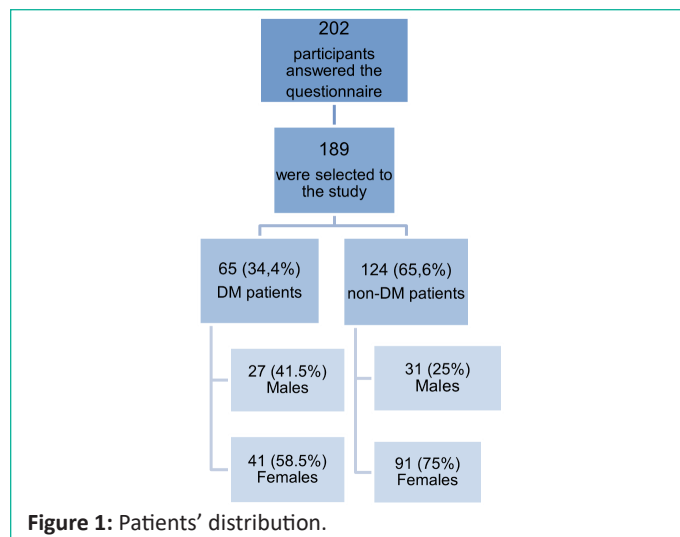 202
participants
answered the
questionnaire
189
were selected to
the study
65 (34,4%)
DM patients
124 (65,6%)
non-DM patients
27 (41.5%)
Males
31 (25%)
Males
41 (58.5%)
Females
91 (75%)
Females
Figure 1: Patients’ distribution.